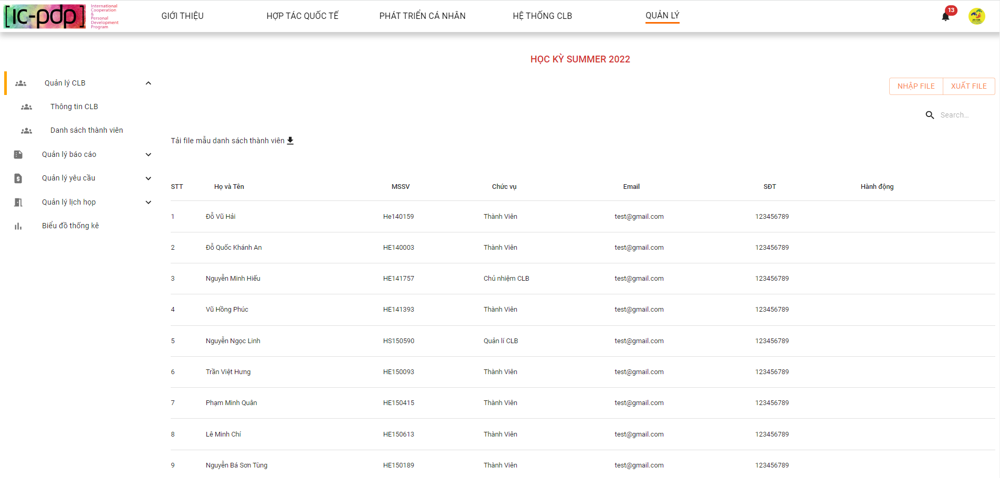 [ic-pdp]
International
Cooperation
&
Personal
Development
Program
GIỚI THIỆU HỢP TÁC QUỐC TẾ PHÁT TRIỂN CÁ NHÂN HỆ THỐNG CLB QUẢN LÝ 13
HỌC KỲ SUMMER 2022
Quản lý CLB
Thông tin CLB
Danh sách thành viên
Quản lý báo cáo
Quản lý yêu cầu
Quản lý lịch họp
Biểu đồ thống kê
NHẬP FILE XUẤT FILE
Search...
Tải file mẫu danh sách thành viên
STT Họ và Tên MSSV Chức vụ Email SĐT Hành động
1 Đỗ Vũ Hải He140159 Thành Viên test@gmail.com 123456789
2 Đỗ Quốc Khánh An HE140003 Thành Viên test@gmail.com 123456789
3 Nguyễn Minh Hiếu HE141757 Chủ nhiệm CLB test@gmail.com 123456789
4 Vũ Hồng Phúc HE141393 Thành Viên test@gmail.com 123456789
5 Nguyễn Ngọc Linh HS150590 Quản lí CLB test@gmail.com 123456789
6 Trần Việt Hưng HE150093 Thành Viên test@gmail.com 123456789
7 Phạm Minh Quân HE150415 Thành Viên test@gmail.com 123456789
8 Lê Minh Chí HE150613 Thành Viên test@gmail.com 123456789
9 Nguyễn Bá Sơn Tùng HE150189 Thành Viên test@gmail.com 123456789